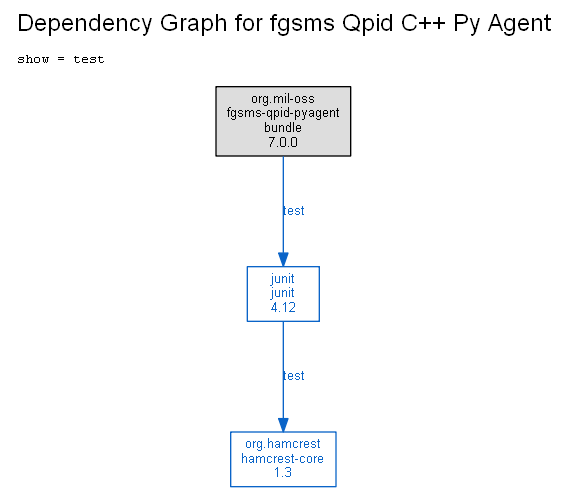 Dependency Graph for fgsms Qpid C++ Py Agent
show = test
org.mil-oss
fgsms-qpid-pyagent
bundle
7.0.0
test
junit
junit
4.12
test
org.hamcrest
hamcrest-core
1.3